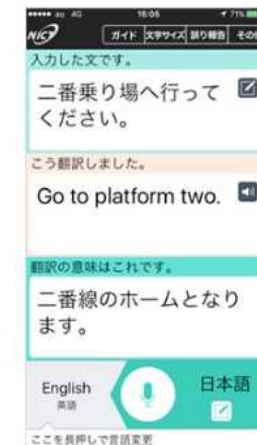 au 4G 16:05 71%
NICT ガイド 文字サイズ 誤り報告 その他
入力した文です。
二番乗り場へ行って
ください。
こう翻訳しました。
Go to platform two.
翻訳の意味はこれです。
二番線のホームとなり
ます。
English 日本語
英語
ここを長押しで言語変更